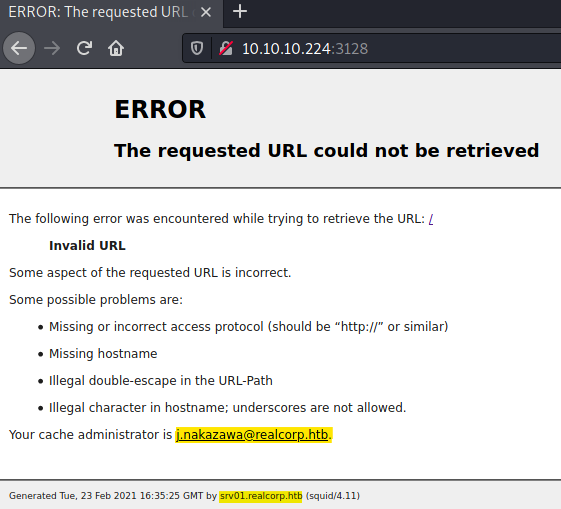 ERROR: The requested URL
10.10.10.224:3128
ERROR
The requested URL could not be retrieved
The following error was encountered while trying to retrieve the URL: /
Invalid URL
Some aspect of the requested URL is incorrect.
Some possible problems are:
• Missing or incorrect access protocol (should be “http://” or similar)
• Missing hostname
• Illegal double-escape in the URL-Path
• Illegal character in hostname; underscores are not allowed.
Your cache administrator is j.nakazawa@realcorp.htb.
Generated Tue, 23 Feb 2021 16:35:25 GMT by srv01.realcorp.htb (squid/4.11)